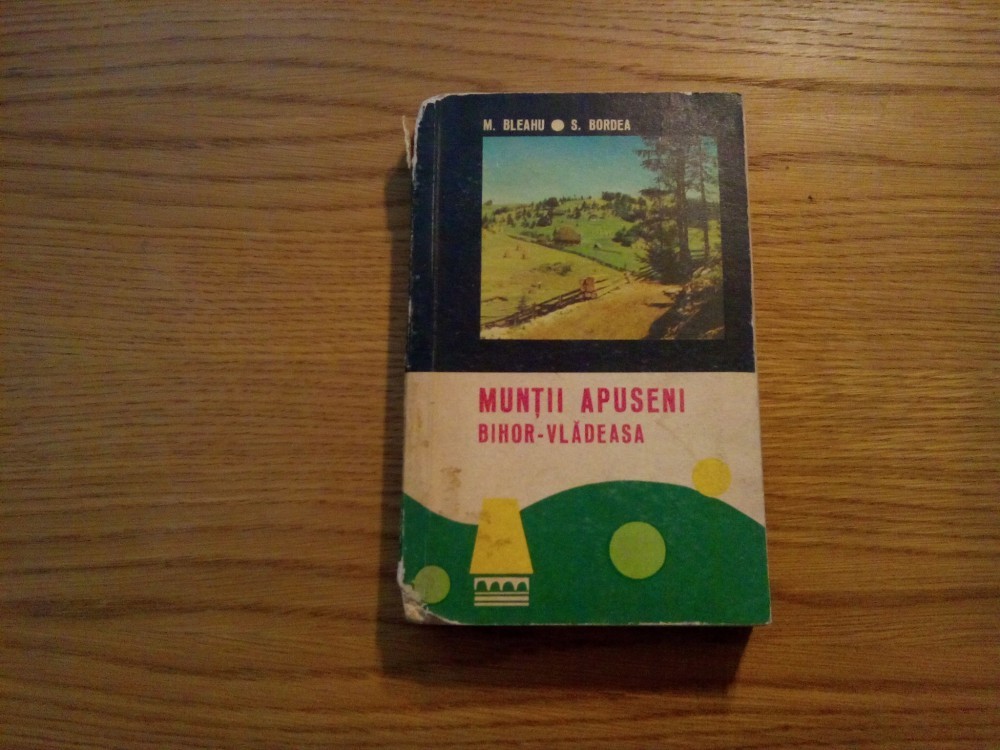 M. BLEAHU ● S. BORDEA
MUNȚII APUSENI
BIHOR-VLĂDEASA